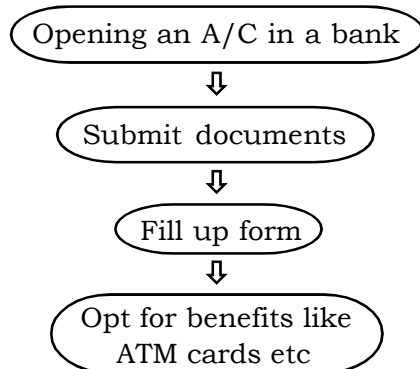 Opening an A/C in a bank
Submit documents
Fill up form
Opt for benefits like
ATM cards etc